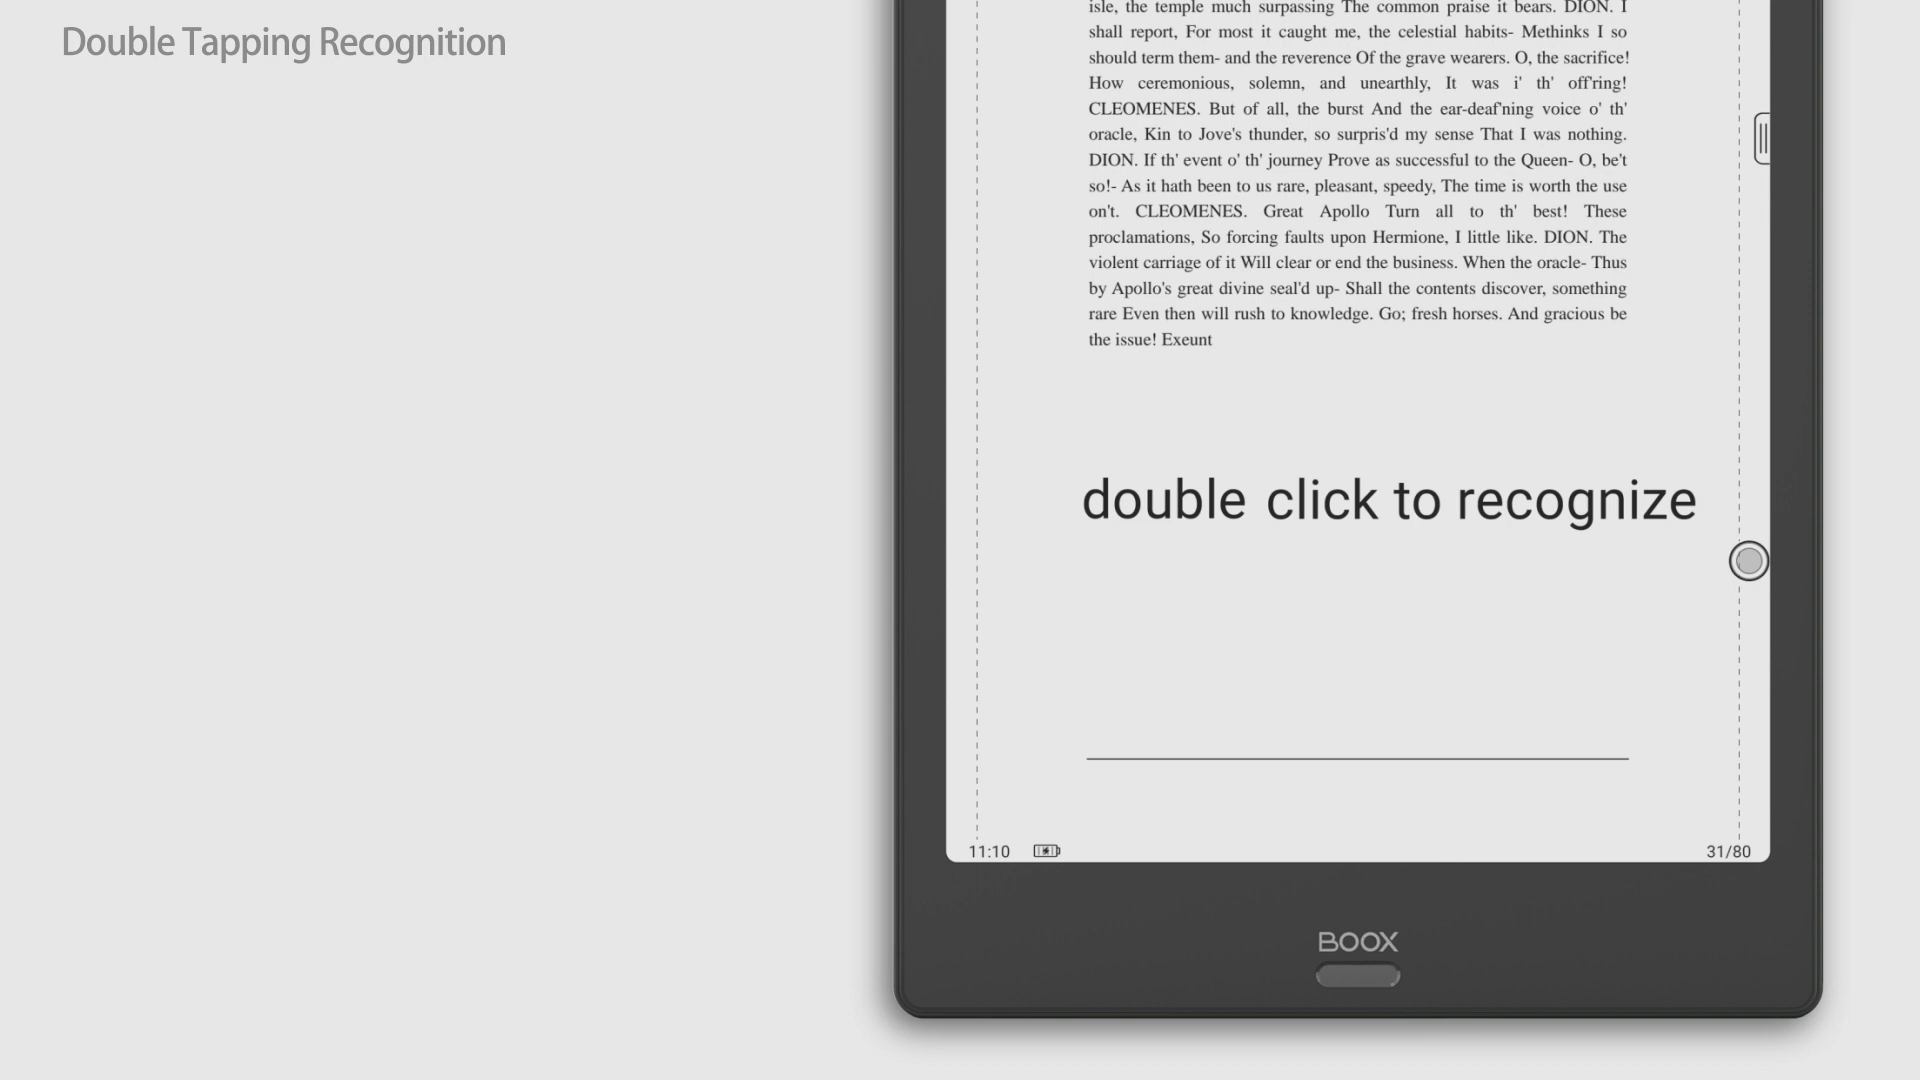 Double Tapping Recognition
isle, the temple much surpassing The common praise it bears. DION. I
shall report, For most it caught me, the celestial habits- Methinks I so
should term them- and the reverence Of the grave wearers. O, the sacrifice!
How ceremonious, solemn, and unearthly, It was i' th' off'ring!
CLEOMENES. But of all, the burst And the ear-deaf'ning voice o' th'
oracle, Kin to Jove's thunder, so surpris'd my sense That I was nothing.
DION. If th' event o' th' journey Prove as successful to the Queen- O, be't
so!- As it hath been to us rare, pleasant, speedy, The time is worth the use
on't. CLEOMENES. Great Apollo Turn all to th' best! These
proclamations, So forcing faults upon Hermione, I little like. DION. The
violent carriage of it Will clear or end the business. When the oracle- Thus
by Apollo's great divine seal'd up- Shall the contents discover, something
rare Even then will rush to knowledge. Go; fresh horses. And gracious be
the issue! Exeunt
double click to recognize
11:10 31/80
BOOX